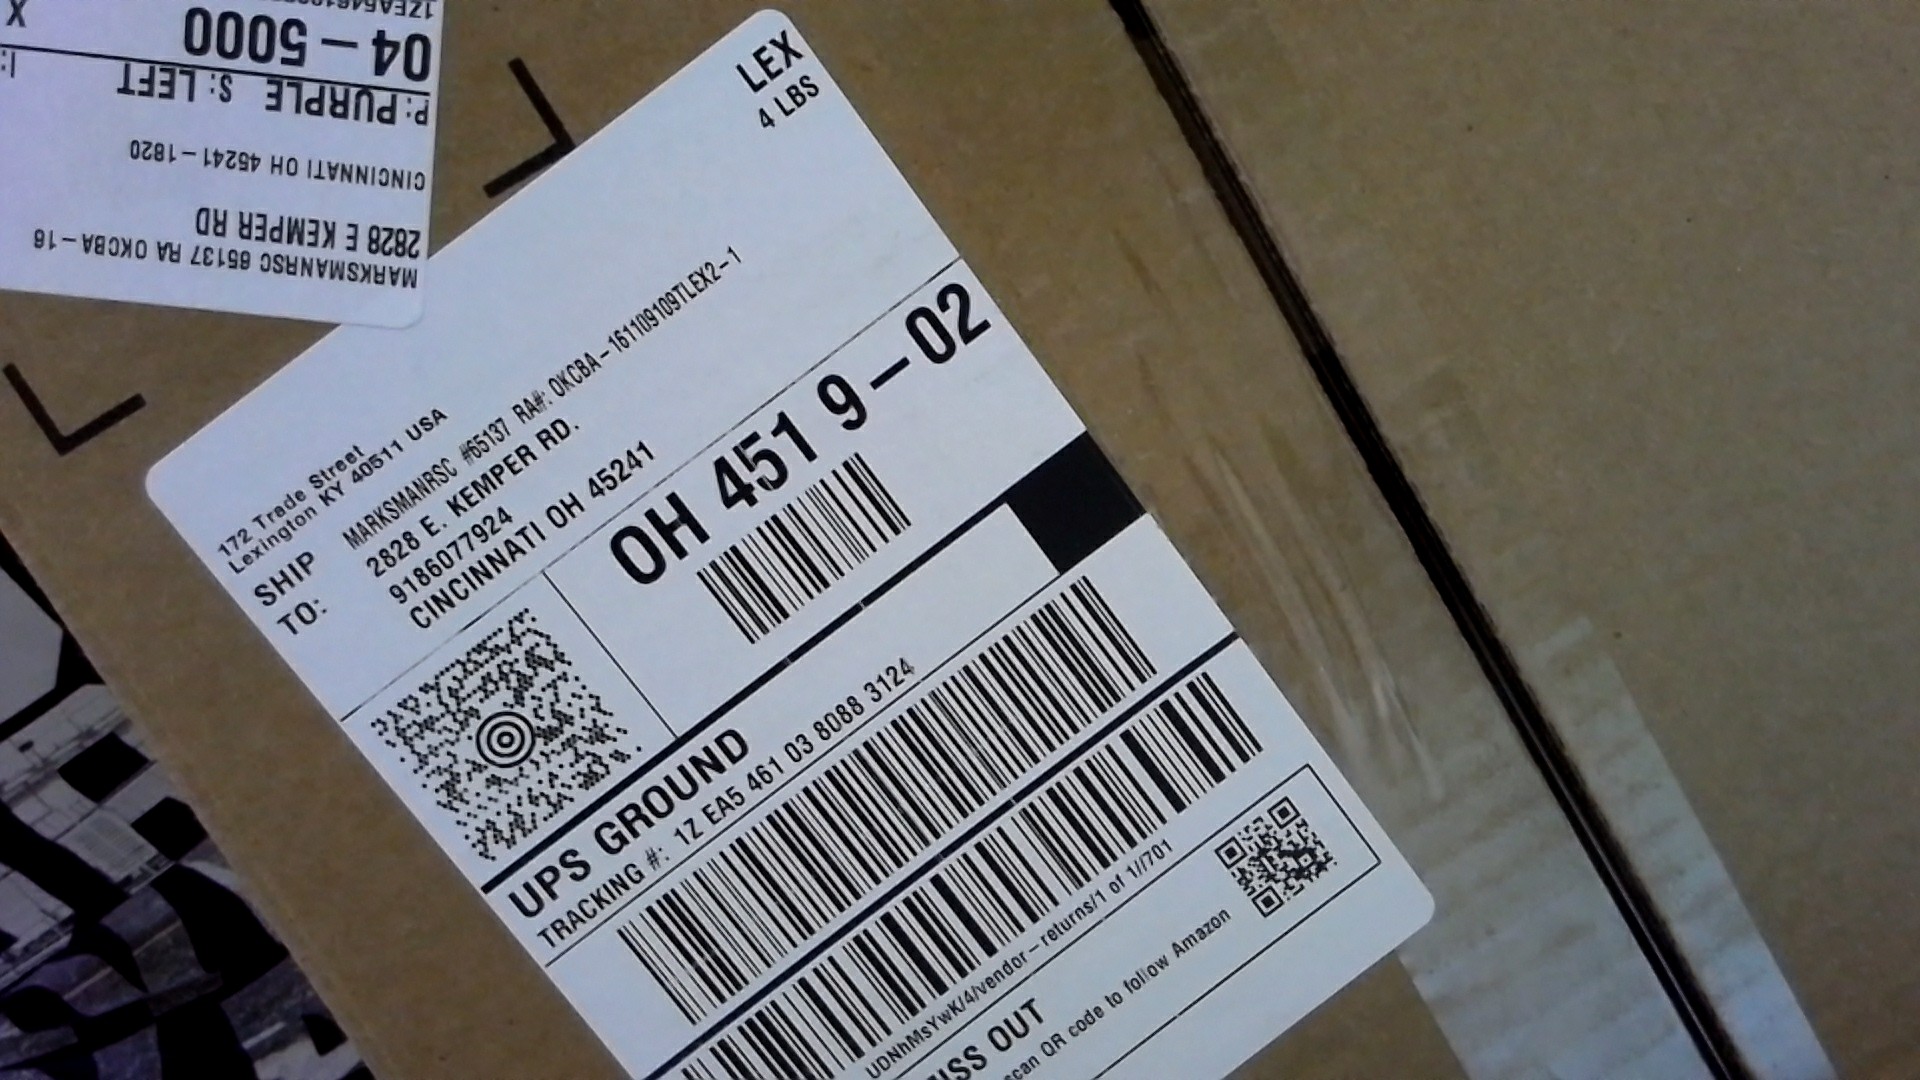 LEX
4 LBS
172 Trade Street
Lexington KY 40511 USA
SHIP
TO:
MARKSMANRSC #65137 RA#: OKCBA-161109109TLEX2-1
2828 E. KEMPER RD.
9186077924
CINCINNATI OH 45241
OH 451 9-02
UPS GROUND
TRACKING #: 1Z EA5 461 03 8088 3124
UDNhMsYwK/4/vendor-returns/1 of 1//701
ISS OUT
scan QR code to follow Amazon
MARKSMANRSC 65137 RA OKCBA-16
2828 E KEMPER RD
CINCINNATI OH 45241-1820
P: PURPLE S: LEFT I:
04-5000 X